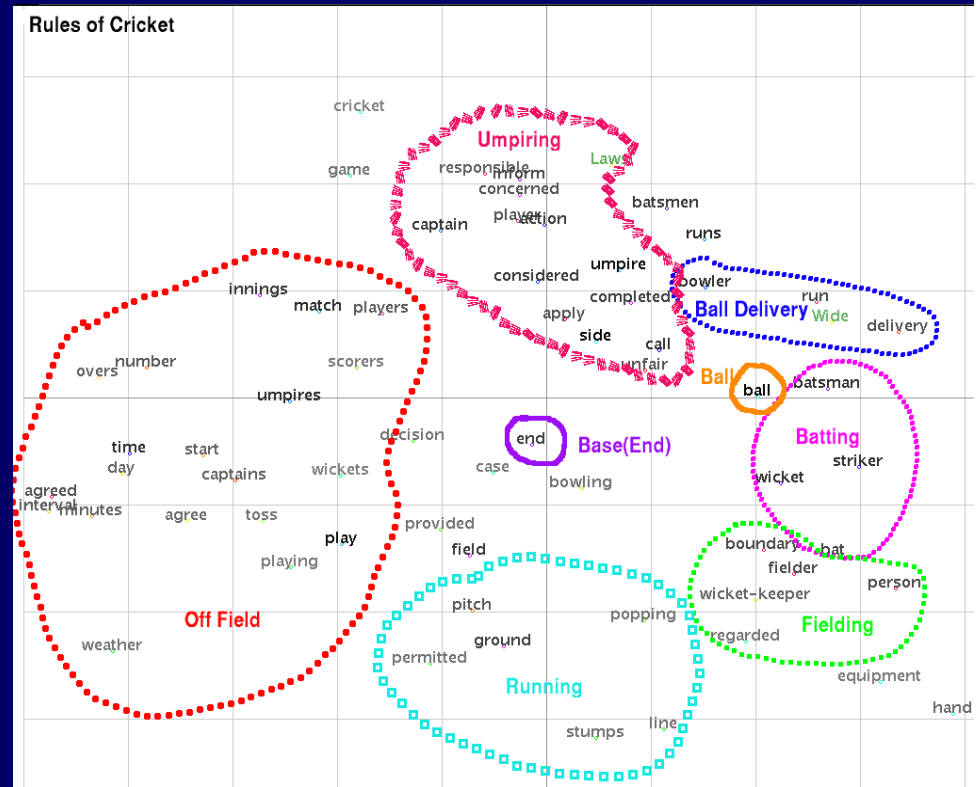 Rules of Cricket
cricket
Umpiring
Laws
game
responsible
inform
concerned
batsmen
player
action
captain
runs
considered
umpire
bowler
innings
completed
run
match
players
Ball Delivery
Wide
apply
delivery
side
call
number
scorers
unfair
overs
Ball
batsman
ball
umpires
decision
end
Batting
time
start
Base(End)
day
captains
wickets
case
striker
bowling
wicket
agreed
interval
minutes
agree
toss
provided
play
field
boundary
bat
playing
fielder
person
wicket-keeper
pitch
popping
Off Field
Fielding
ground
regarded
weather
permitted
equipment
Running
hand
line
stumps